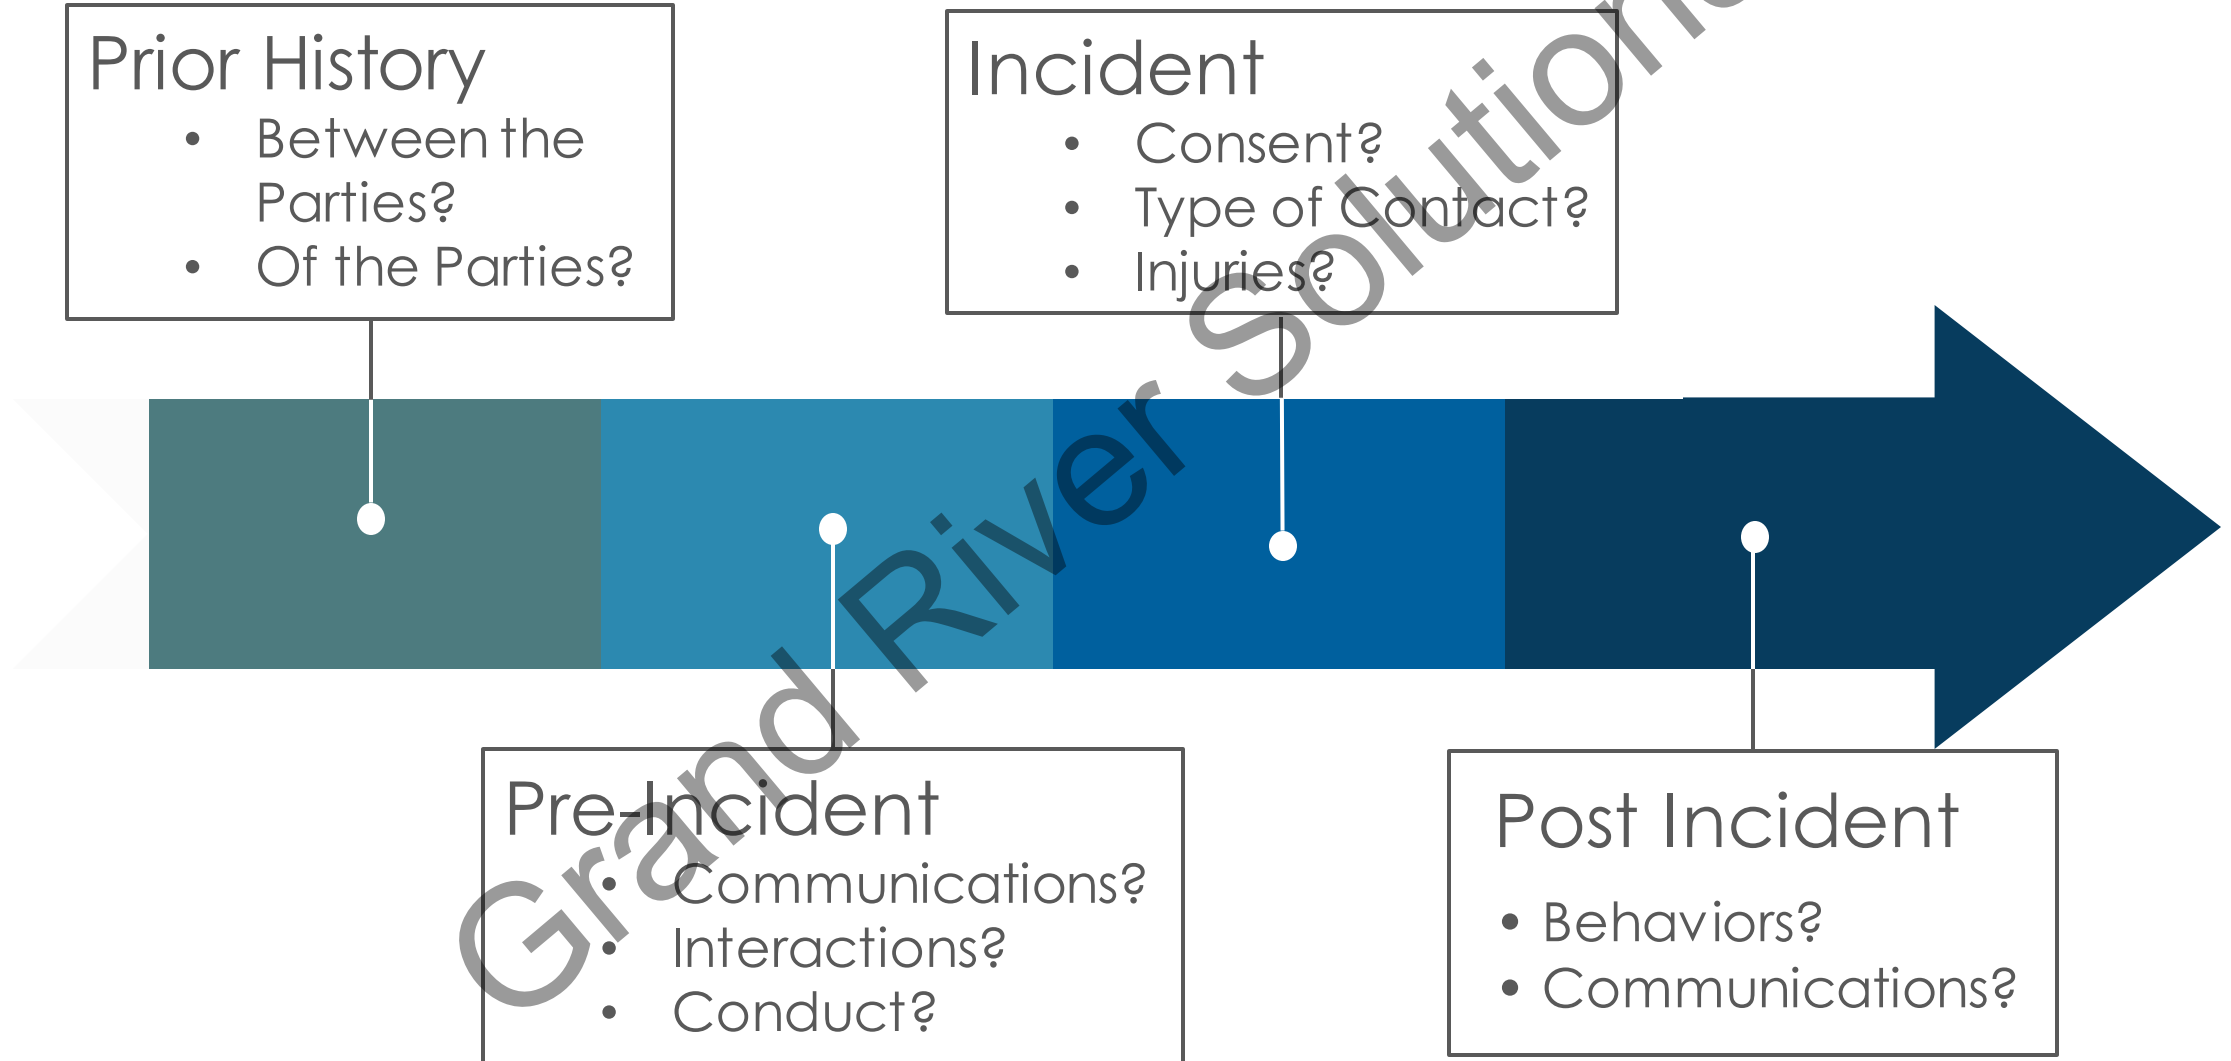 Prior History
• Between the
Parties?
• Of the Parties?
Incident
• Consent?
• Type of Contact?
• Injuries?
Pre-Incident
• Communications?
• Interactions?
• Conduct?
Post Incident
• Behaviors?
• Communications?
Grand River Solution